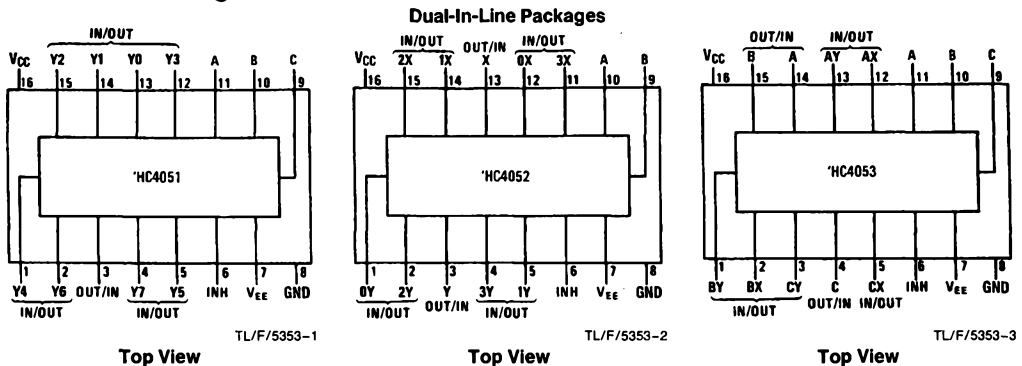 Dual-In-Line Packages
IN/OUT
VCC Y2 Y1 Y0 Y3 A B C
16 15 14 13 12 11 10 9
'HC4051
1 2 3 4 5 6 7 8
Y4 Y6 OUT/IN Y7 Y5 INH VEE GND
IN/OUT IN/OUT
TL/F/5353–1
Top View
IN/OUT OUT/IN IN/OUT
VCC 2X 1X X 0X 3X A B
16 15 14 13 12 11 10 9
'HC4052
1 2 3 4 5 6 7 8
0Y 2Y Y 3Y 1Y INH VEE GND
IN/OUT OUT/IN IN/OUT
TL/F/5353–2
Top View
OUT/IN IN/OUT
VCC B A AY AX A B C
16 15 14 13 12 11 10 9
'HC4053
1 2 3 4 5 6 7 8
BY BX CY C CX INH VEE GND
IN/OUT OUT/IN IN/OUT
TL/F/5353–3
Top View